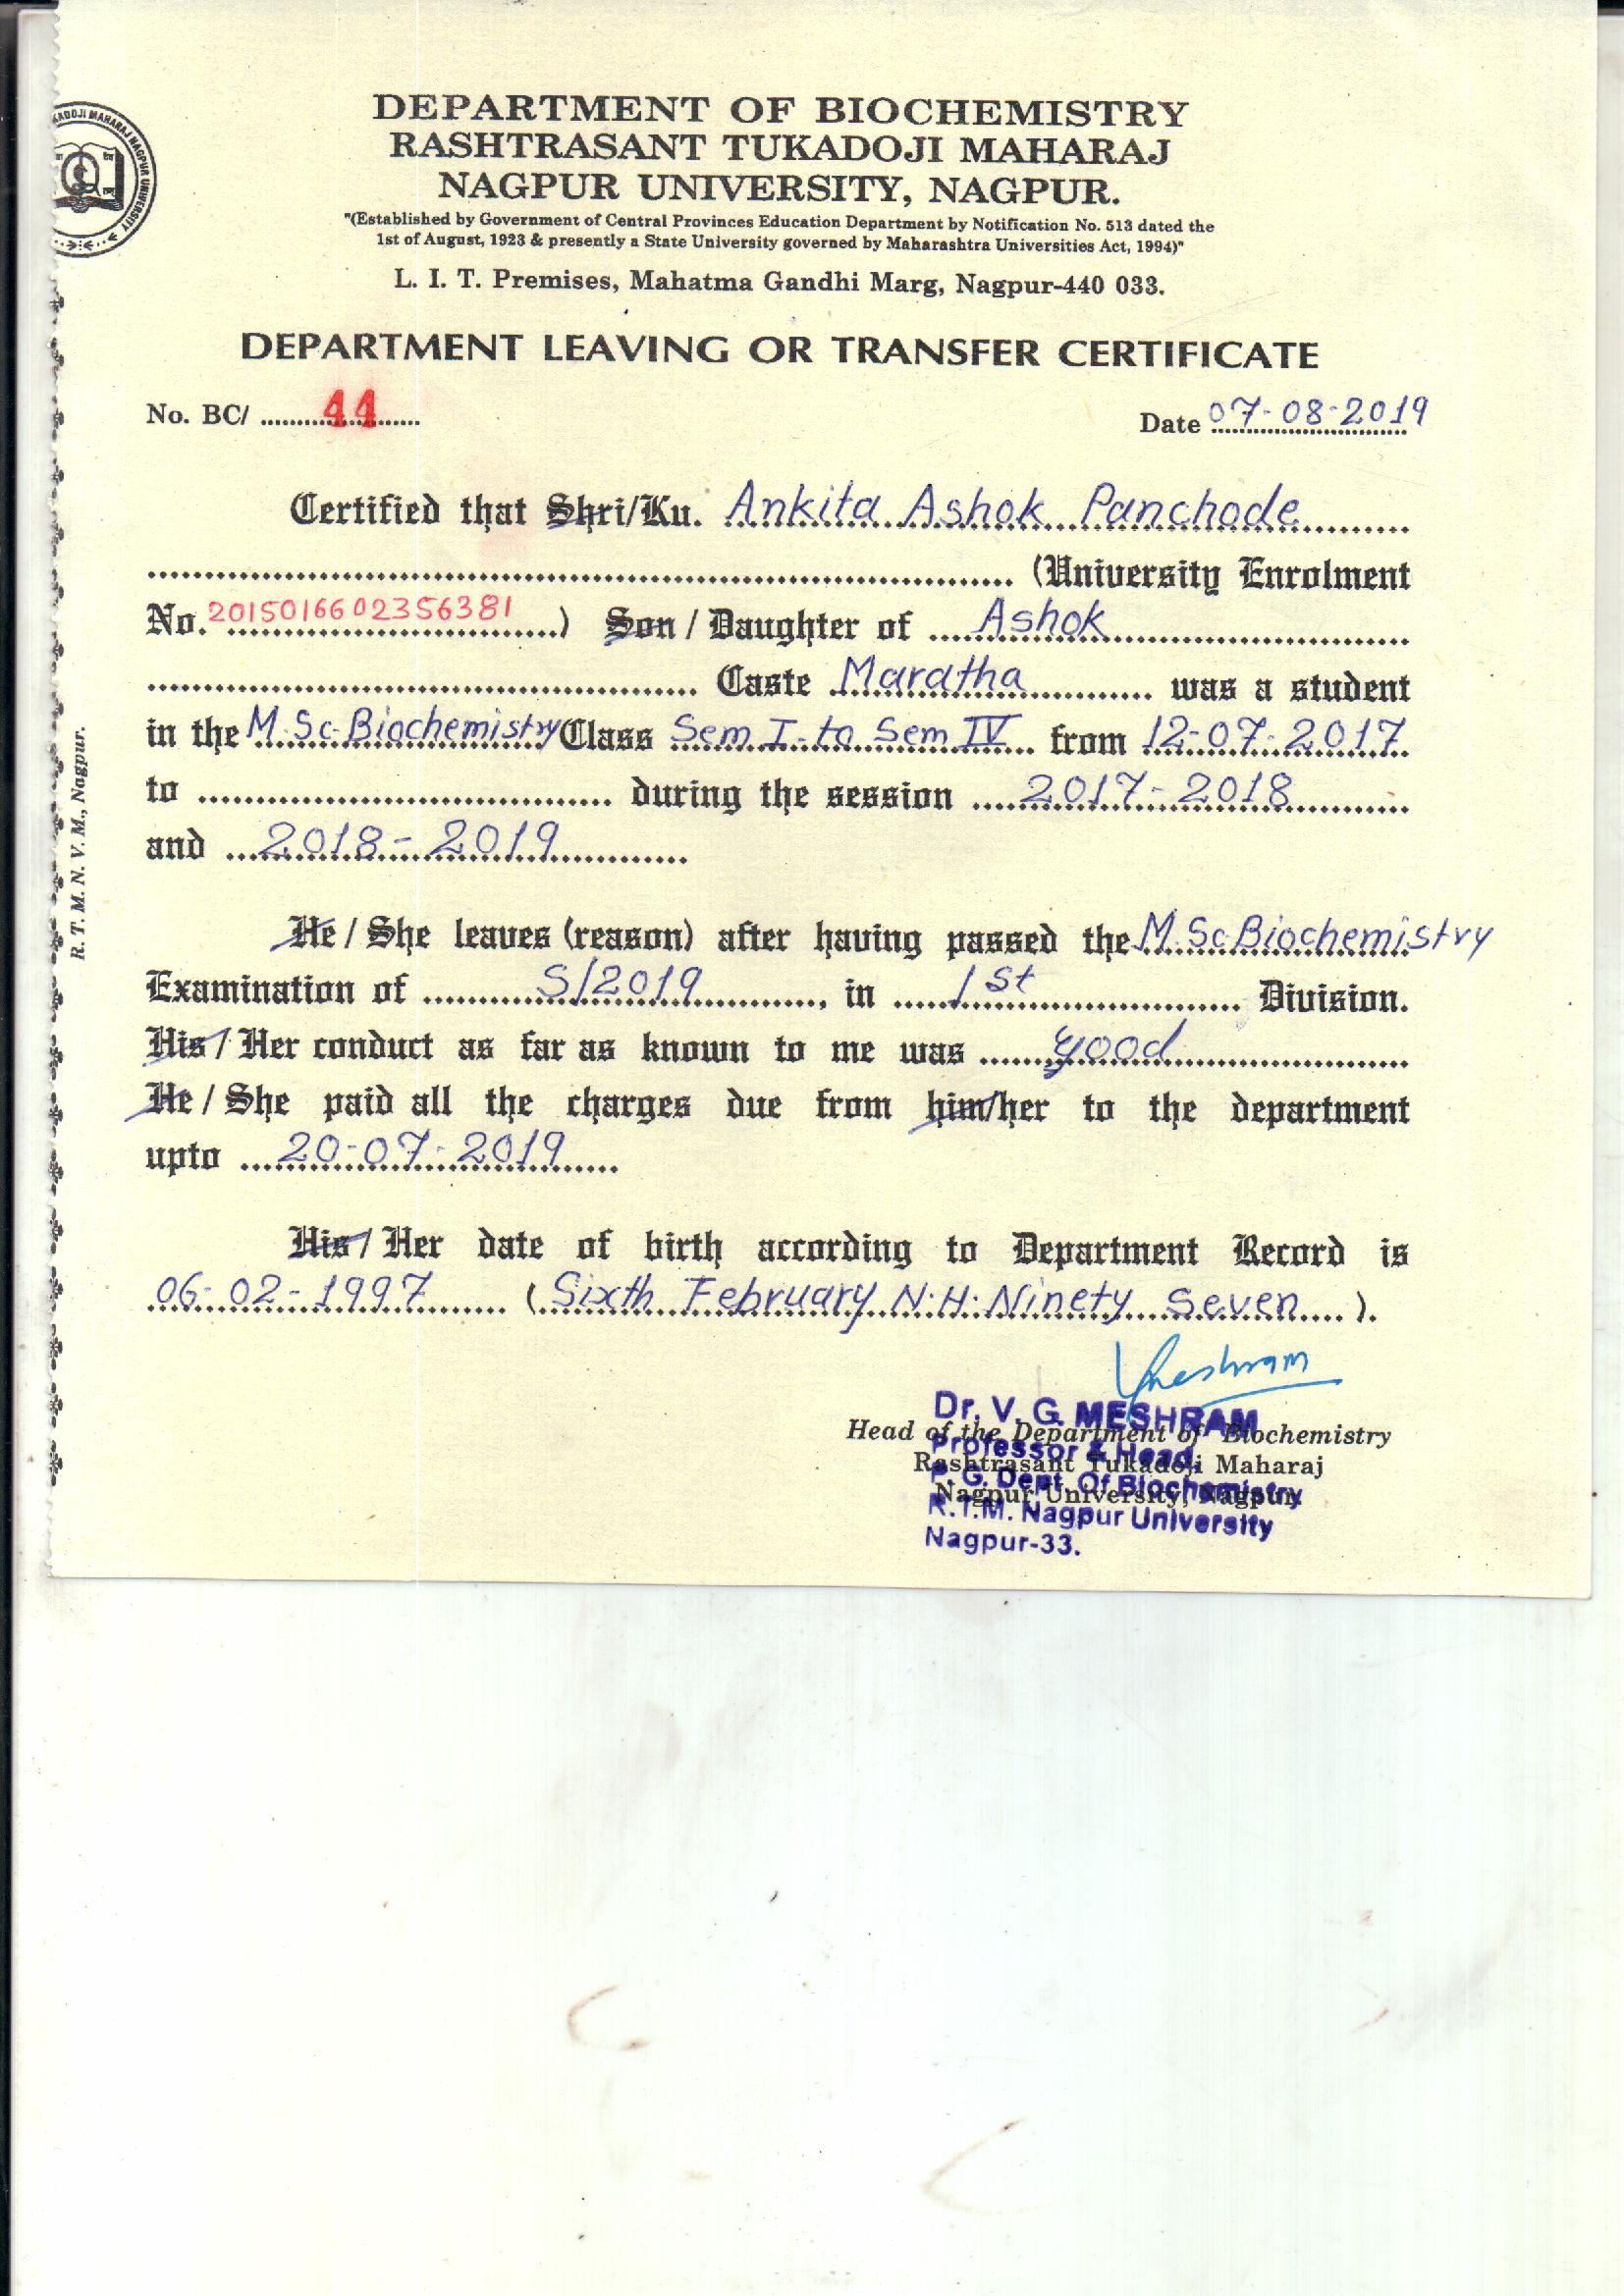 KADOJI MAHARAJ NAGPUR UNIVERSITY
DEPARTMENT OF BIOCHEMISTRY
RASHTRASANT TUKADOJI MAHARAJ
NAGPUR UNIVERSITY, NAGPUR.
"(Established by Government of Central Provinces Education Department by Notification No. 513 dated the
1st of August, 1923 & presently a State University governed by Maharashtra Universities Act, 1994)"
L. I. T. Premises, Mahatma Gandhi Marg, Nagpur-440 033.
DEPARTMENT LEAVING OR TRANSFER CERTIFICATE
No. BC/ 44 Date 07-08-2019
Certified that Shri/Ku. Ankita Ashok Panchode
(University Enrolment
No. 2015016602356381) Son / Daughter of Ashok
Caste Maratha was a student
in the M.Sc. Biochemistry Class Sem I to Sem IV from 12-07-2017
to during the session 2017-2018
and 2018-2019
He / She leaves (reason) after having passed the M.Sc. Biochemistry
Examination of S/2019, in 1st Division.
His / Her conduct as far as known to me was good
He / She paid all the charges due from him/her to the department
upto 20-07-2019
His / Her date of birth according to Department Record is
06-02-1997 (Sixth February N.H. Ninety Seven).
R. T. M. N. V. M., Nagpur.
Meshram
Dr. V. G. MESHRAM
Head of the Department of Biochemistry
Professor & Head,
Rashtrasant Tukadoji Maharaj
P. G. Dept. Of Biochemistry
Nagpur University, Nagpur.
R.T.M. Nagpur University
Nagpur-33.